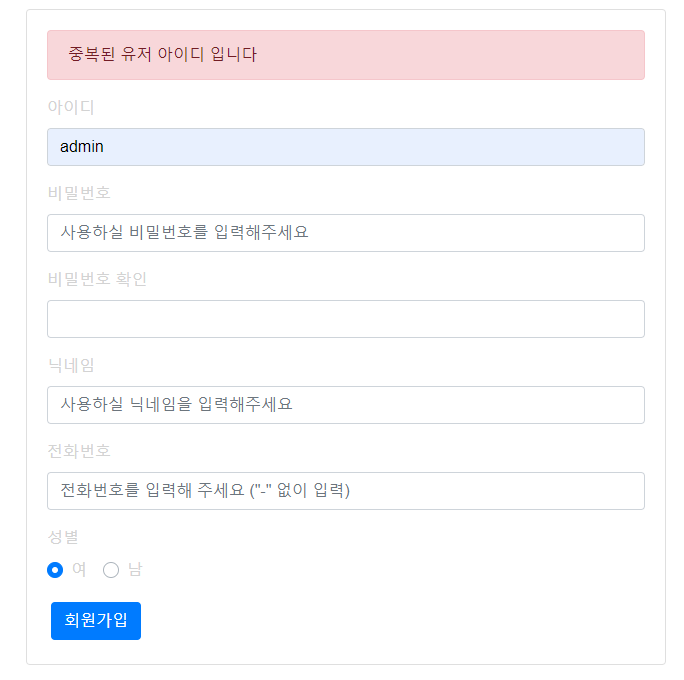 중복된 유저 아이디 입니다
아이디
admin
비밀번호
사용하실 비밀번호를 입력해주세요
비밀번호 확인
닉네임
사용하실 닉네임을 입력해주세요
전화번호
전화번호를 입력해 주세요 ("-" 없이 입력)
성별
여 남
회원가입